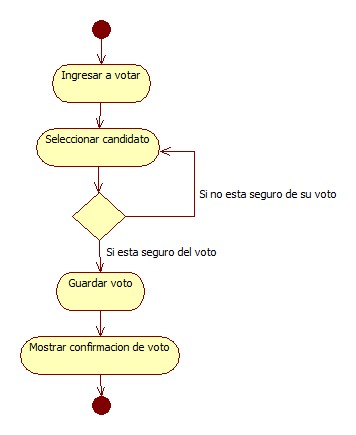 Ingresar a votar
Seleccionar candidato
Si no esta seguro de su voto
Si esta seguro del voto
Guardar voto
Mostrar confirmacion de voto